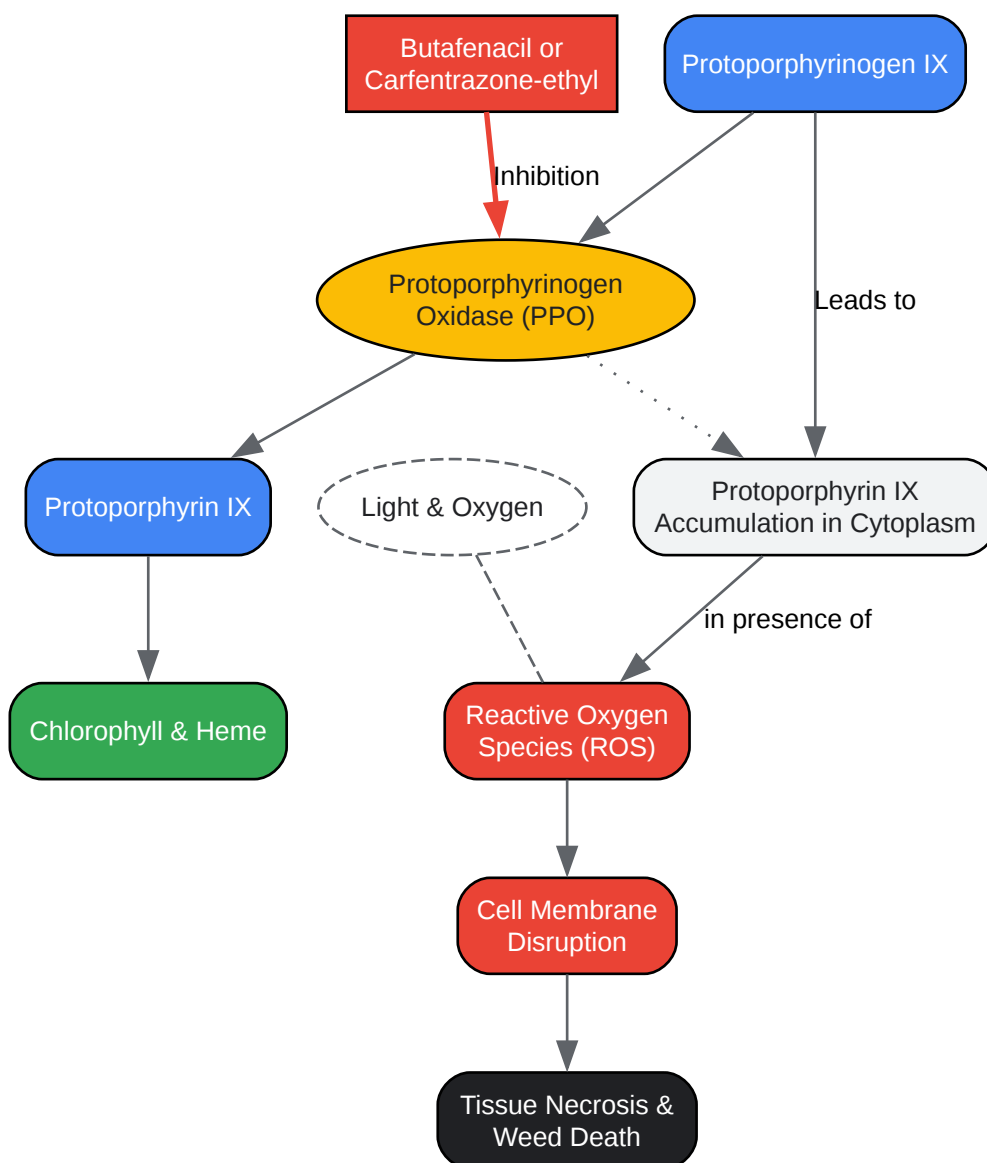 Butafenacil or
Carfentrazone-ethyl
Protoporphyrinogen IX
Inhibition
Protoporphyrinogen
Oxidase (PPO)
Leads to
Protoporphyrin IX
Light & Oxygen
Protoporphyrin IX
Accumulation in Cytoplasm
in presence of
Chlorophyll & Heme
Reactive Oxygen
Species (ROS)
Cell Membrane
Disruption
Tissue Necrosis &
Weed Death